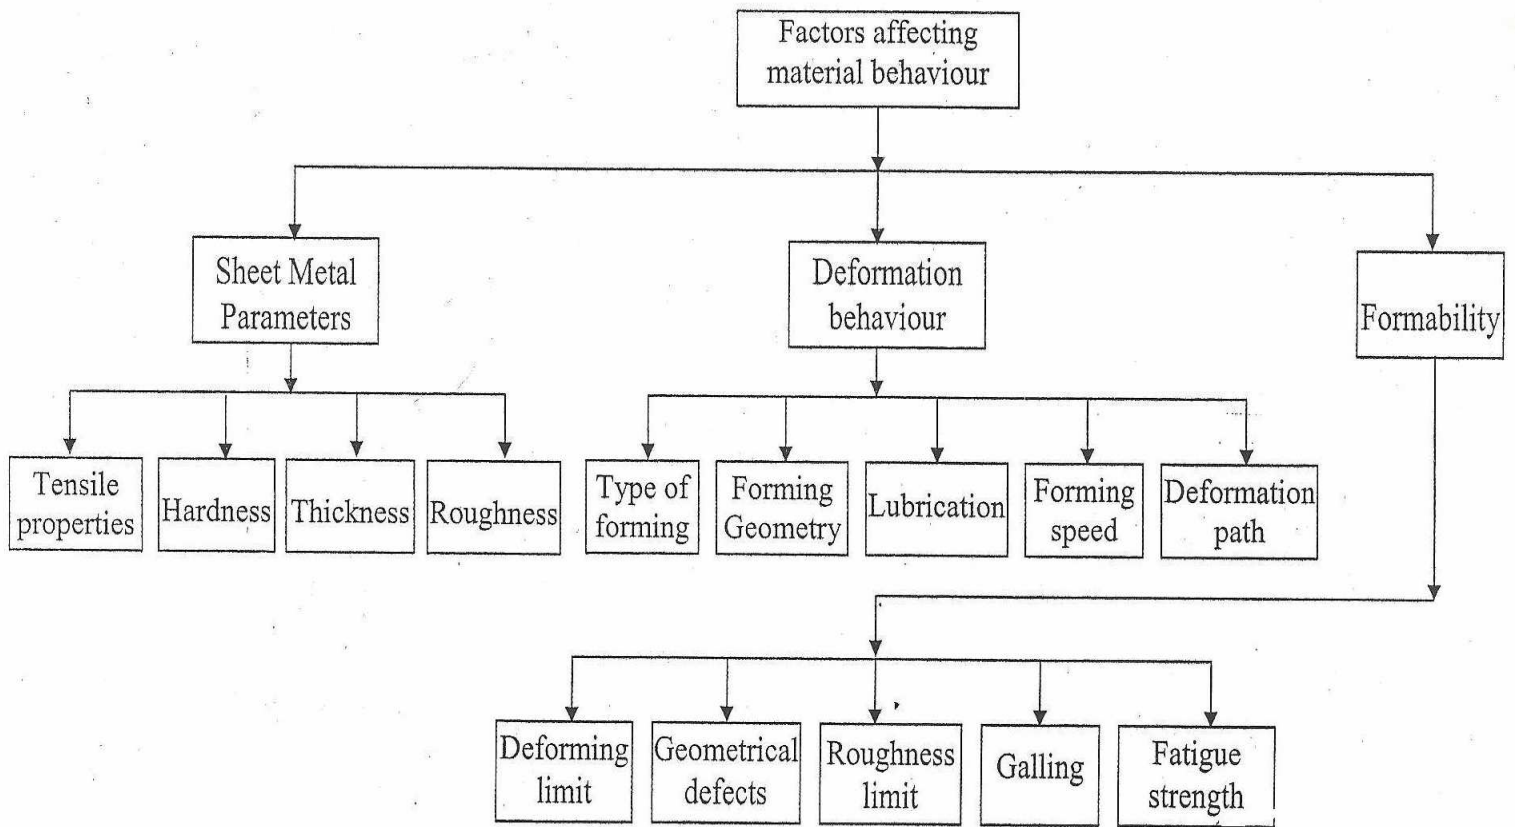 Factors affecting
material behaviour
Sheet Metal
Parameters
Deformation
behaviour
Formability
Tensile
properties
Hardness
Thickness
Roughness
Type of
forming
Forming
Geometry
Lubrication
Forming
speed
Deformation
path
Deforming
limit
Geometrical
defects
Roughness
limit
Galling
Fatigue
strength